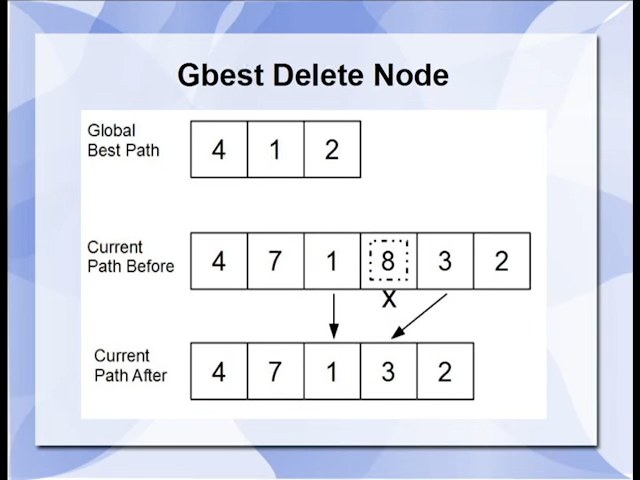 Gbest Delete Node
Global
Best Path
4 1 2
Current
Path Before
4 7 1 8 3 2
X
Current
Path After
4 7 1 3 2